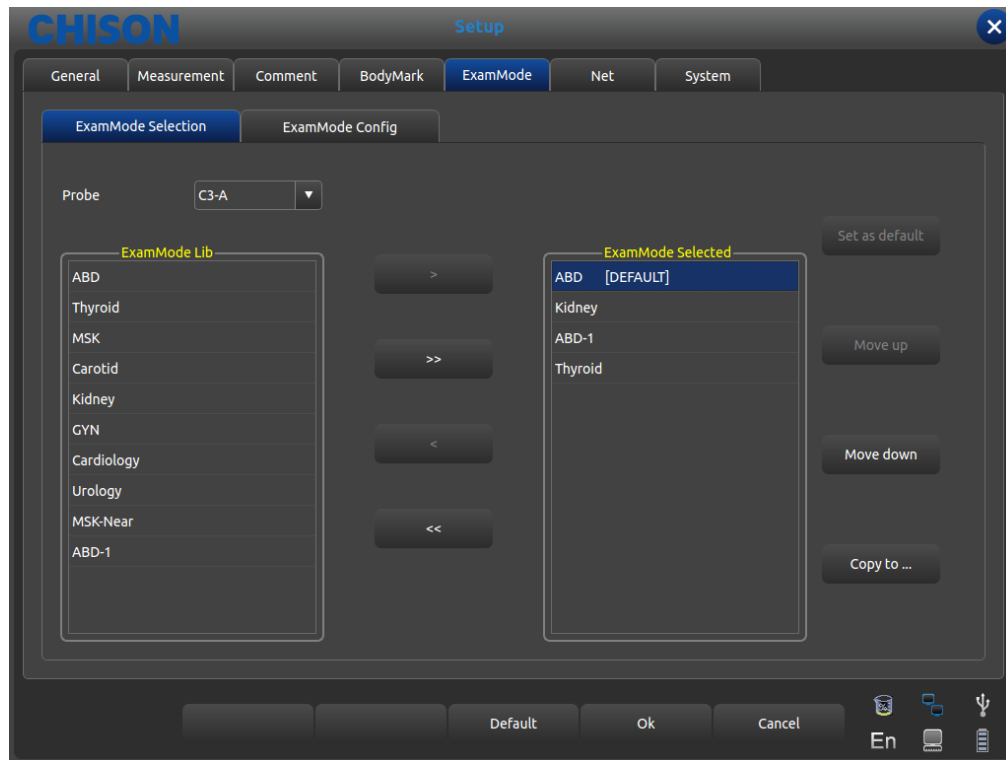 CHISON
Setup
General Measurement Comment BodyMark ExamMode Net System
ExamMode Selection ExamMode Config
Probe C3-A
Set as default
ExamMode Lib
ABD
Thyroid
MSK
Carotid
Kidney
GYN
Cardiology
Urology
MSK-Near
ABD-1
>
>>
<
<<
ExamMode Selected
ABD [DEFAULT]
Kidney
ABD-1
Thyroid
Move up
Move down
Copy to ...
Default Ok Cancel
En